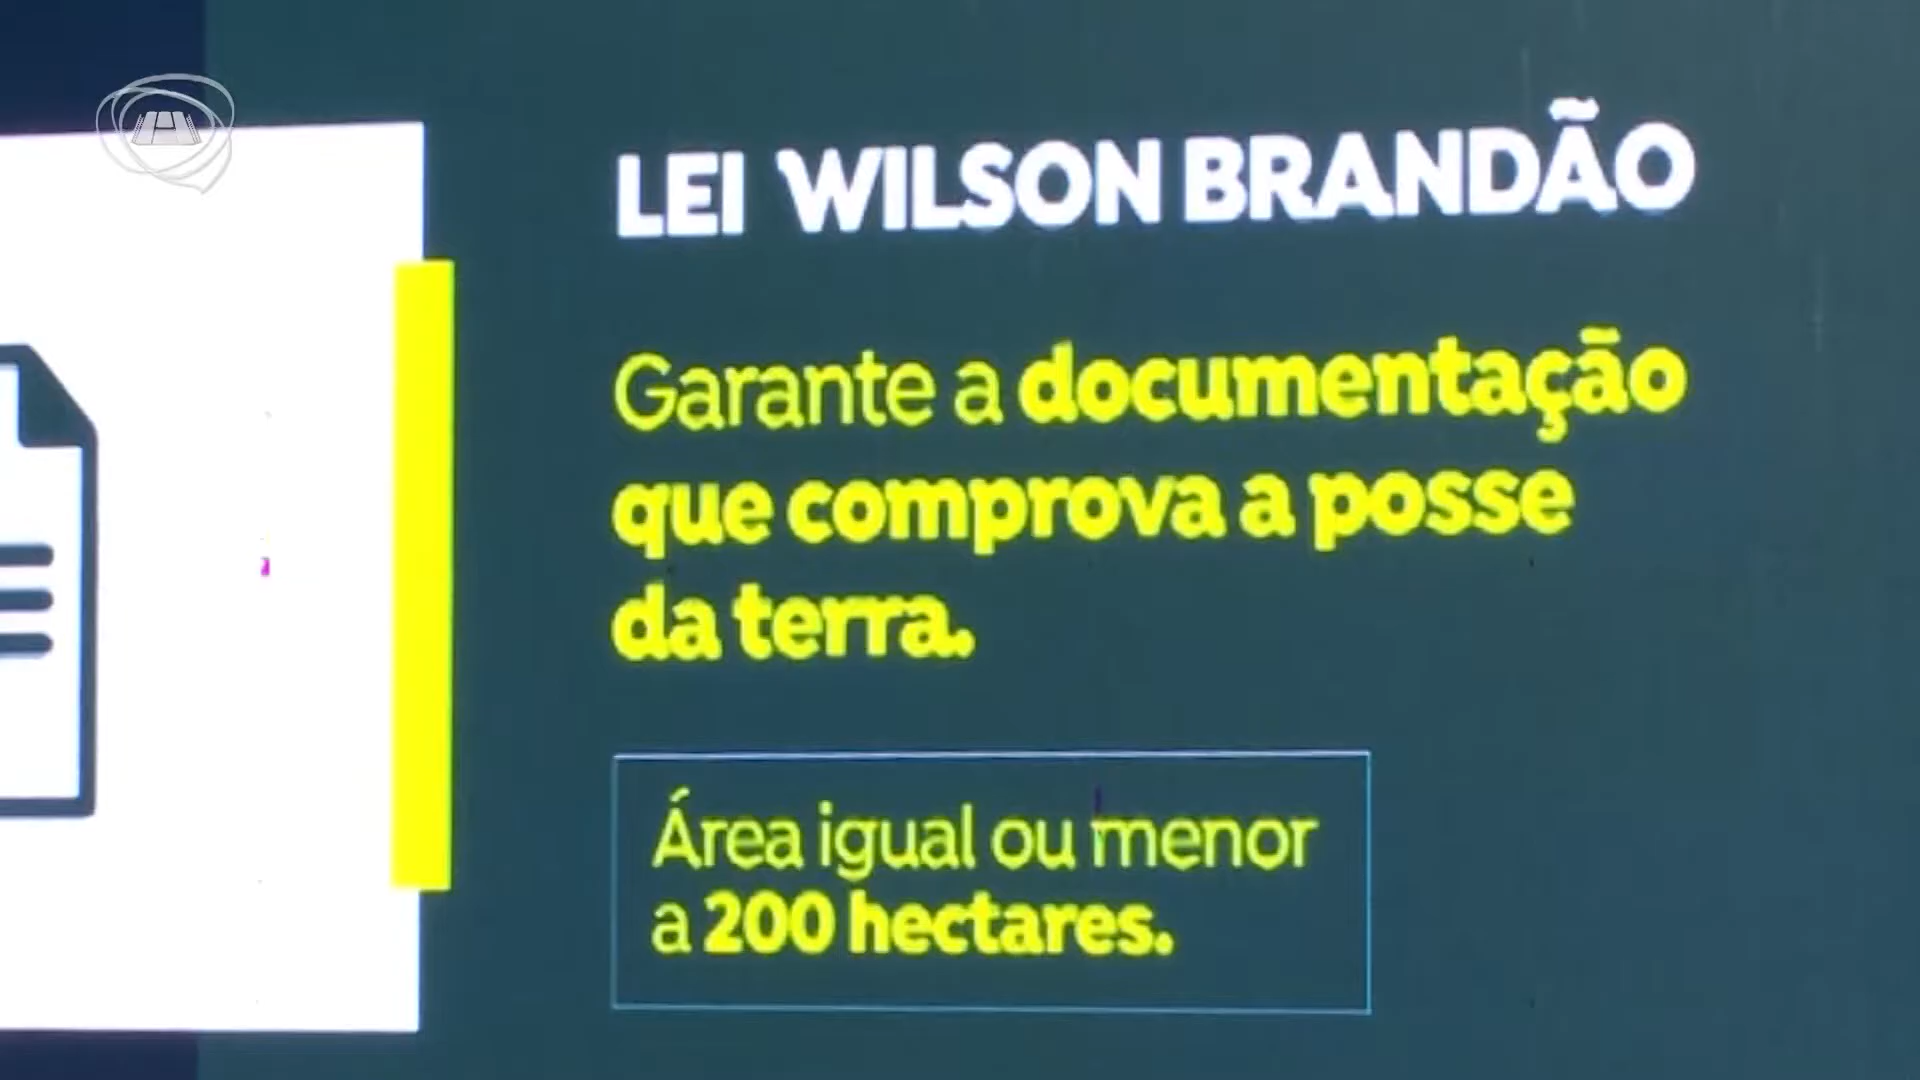 LEI WILSON BRANDÃO
Garante a documentação
que comprova a posse
da terra.
Área igual ou menor
a 200 hectares.